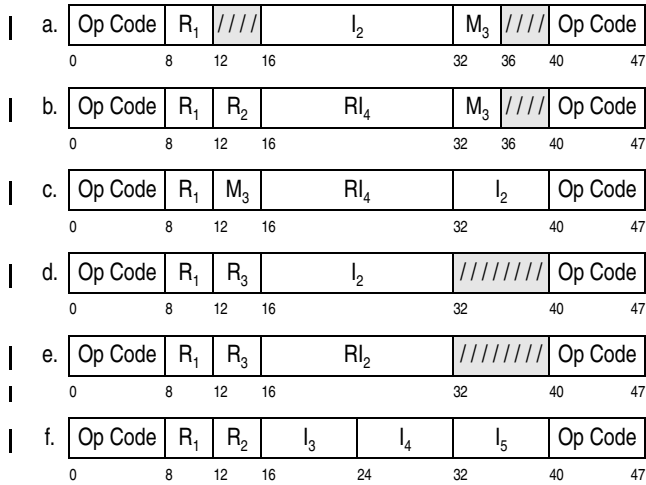 a. Op Code R₁ //// I₂ M₃ //// Op Code
0 8 12 16 32 36 40 47
b. Op Code R₁ R₂ RI₄ M₃ //// Op Code
0 8 12 16 32 36 40 47
c. Op Code R₁ M₃ RI₄ I₂ Op Code
0 8 12 16 32 40 47
d. Op Code R₁ R₃ I₂ //////// Op Code
0 8 12 16 32 40 47
e. Op Code R₁ R₃ RI₂ //////// Op Code
0 8 12 16 32 40 47
f. Op Code R₁ R₂ I₃ I₄ I₅ Op Code
0 8 12 16 24 32 40 47